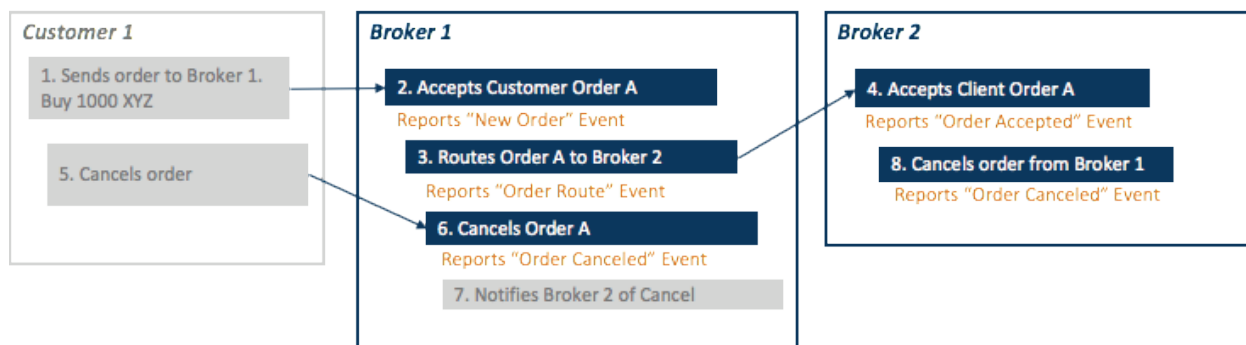 Customer 1
1. Sends order to Broker 1.
Buy 1000 XYZ
5. Cancels order
Broker 1
2. Accepts Customer Order A
Reports "New Order" Event
3. Routes Order A to Broker 2
Reports "Order Route" Event
6. Cancels Order A
Reports "Order Canceled" Event
7. Notifies Broker 2 of Cancel
Broker 2
4. Accepts Client Order A
Reports "Order Accepted" Event
8. Cancels order from Broker 1
Reports "Order Canceled" Event